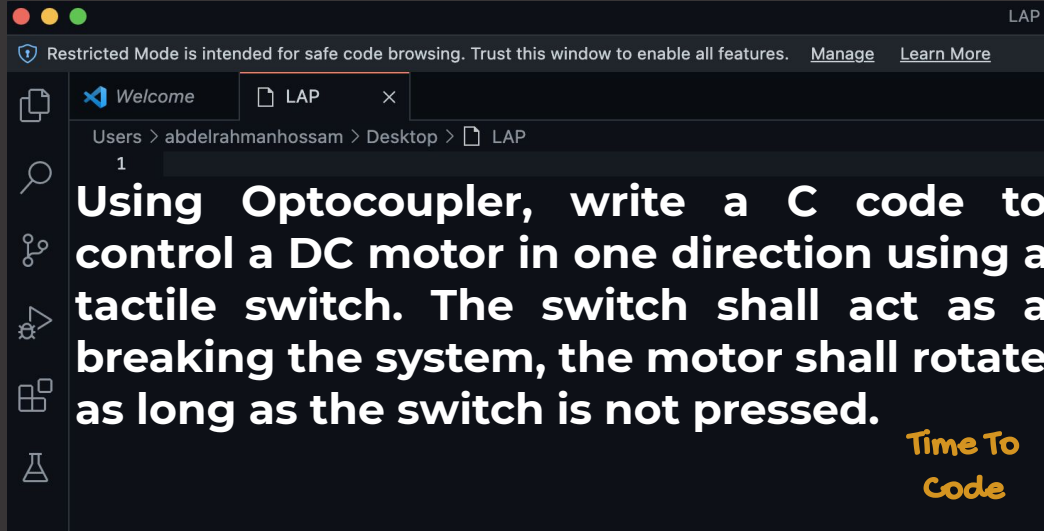 LAP
Restricted Mode is intended for safe code browsing. Trust this window to enable all features. Manage Learn More
Welcome LAP
Users > abdelrahmanhossam > Desktop > LAP
1
Using Optocoupler, write a C code to
control a DC motor in one direction using a
tactile switch. The switch shall act as a
breaking the system, the motor shall rotate
as long as the switch is not pressed.
Time To
Code